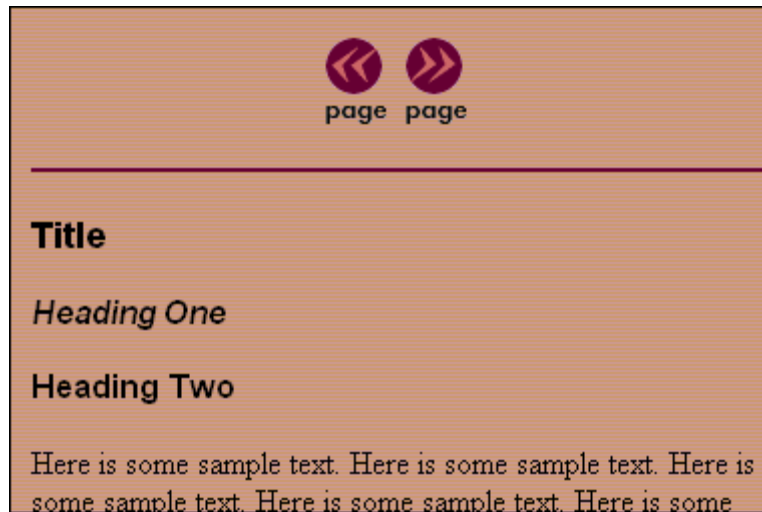 page page
Title
Heading One
Heading Two
Here is some sample text. Here is some sample text. Here is
some sample text. Here is some sample text. Here is some